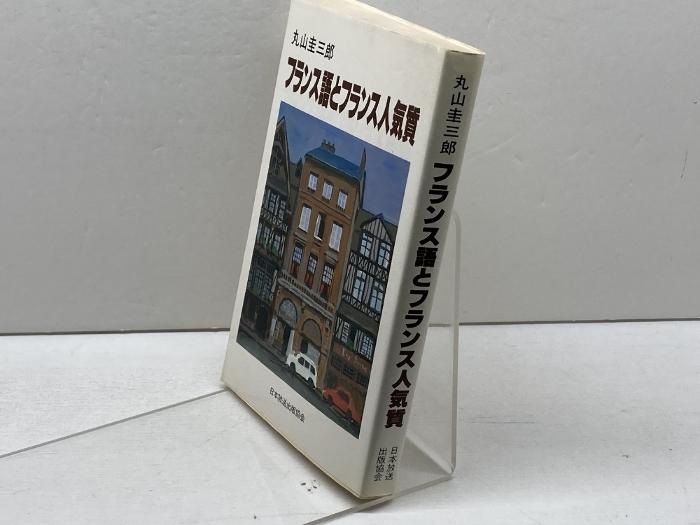 丸山圭三郎
フランス語とフランス人気質
日本放送出版協会
丸山圭三郎 フランス語とフランス人気質
日本放送
出版協会